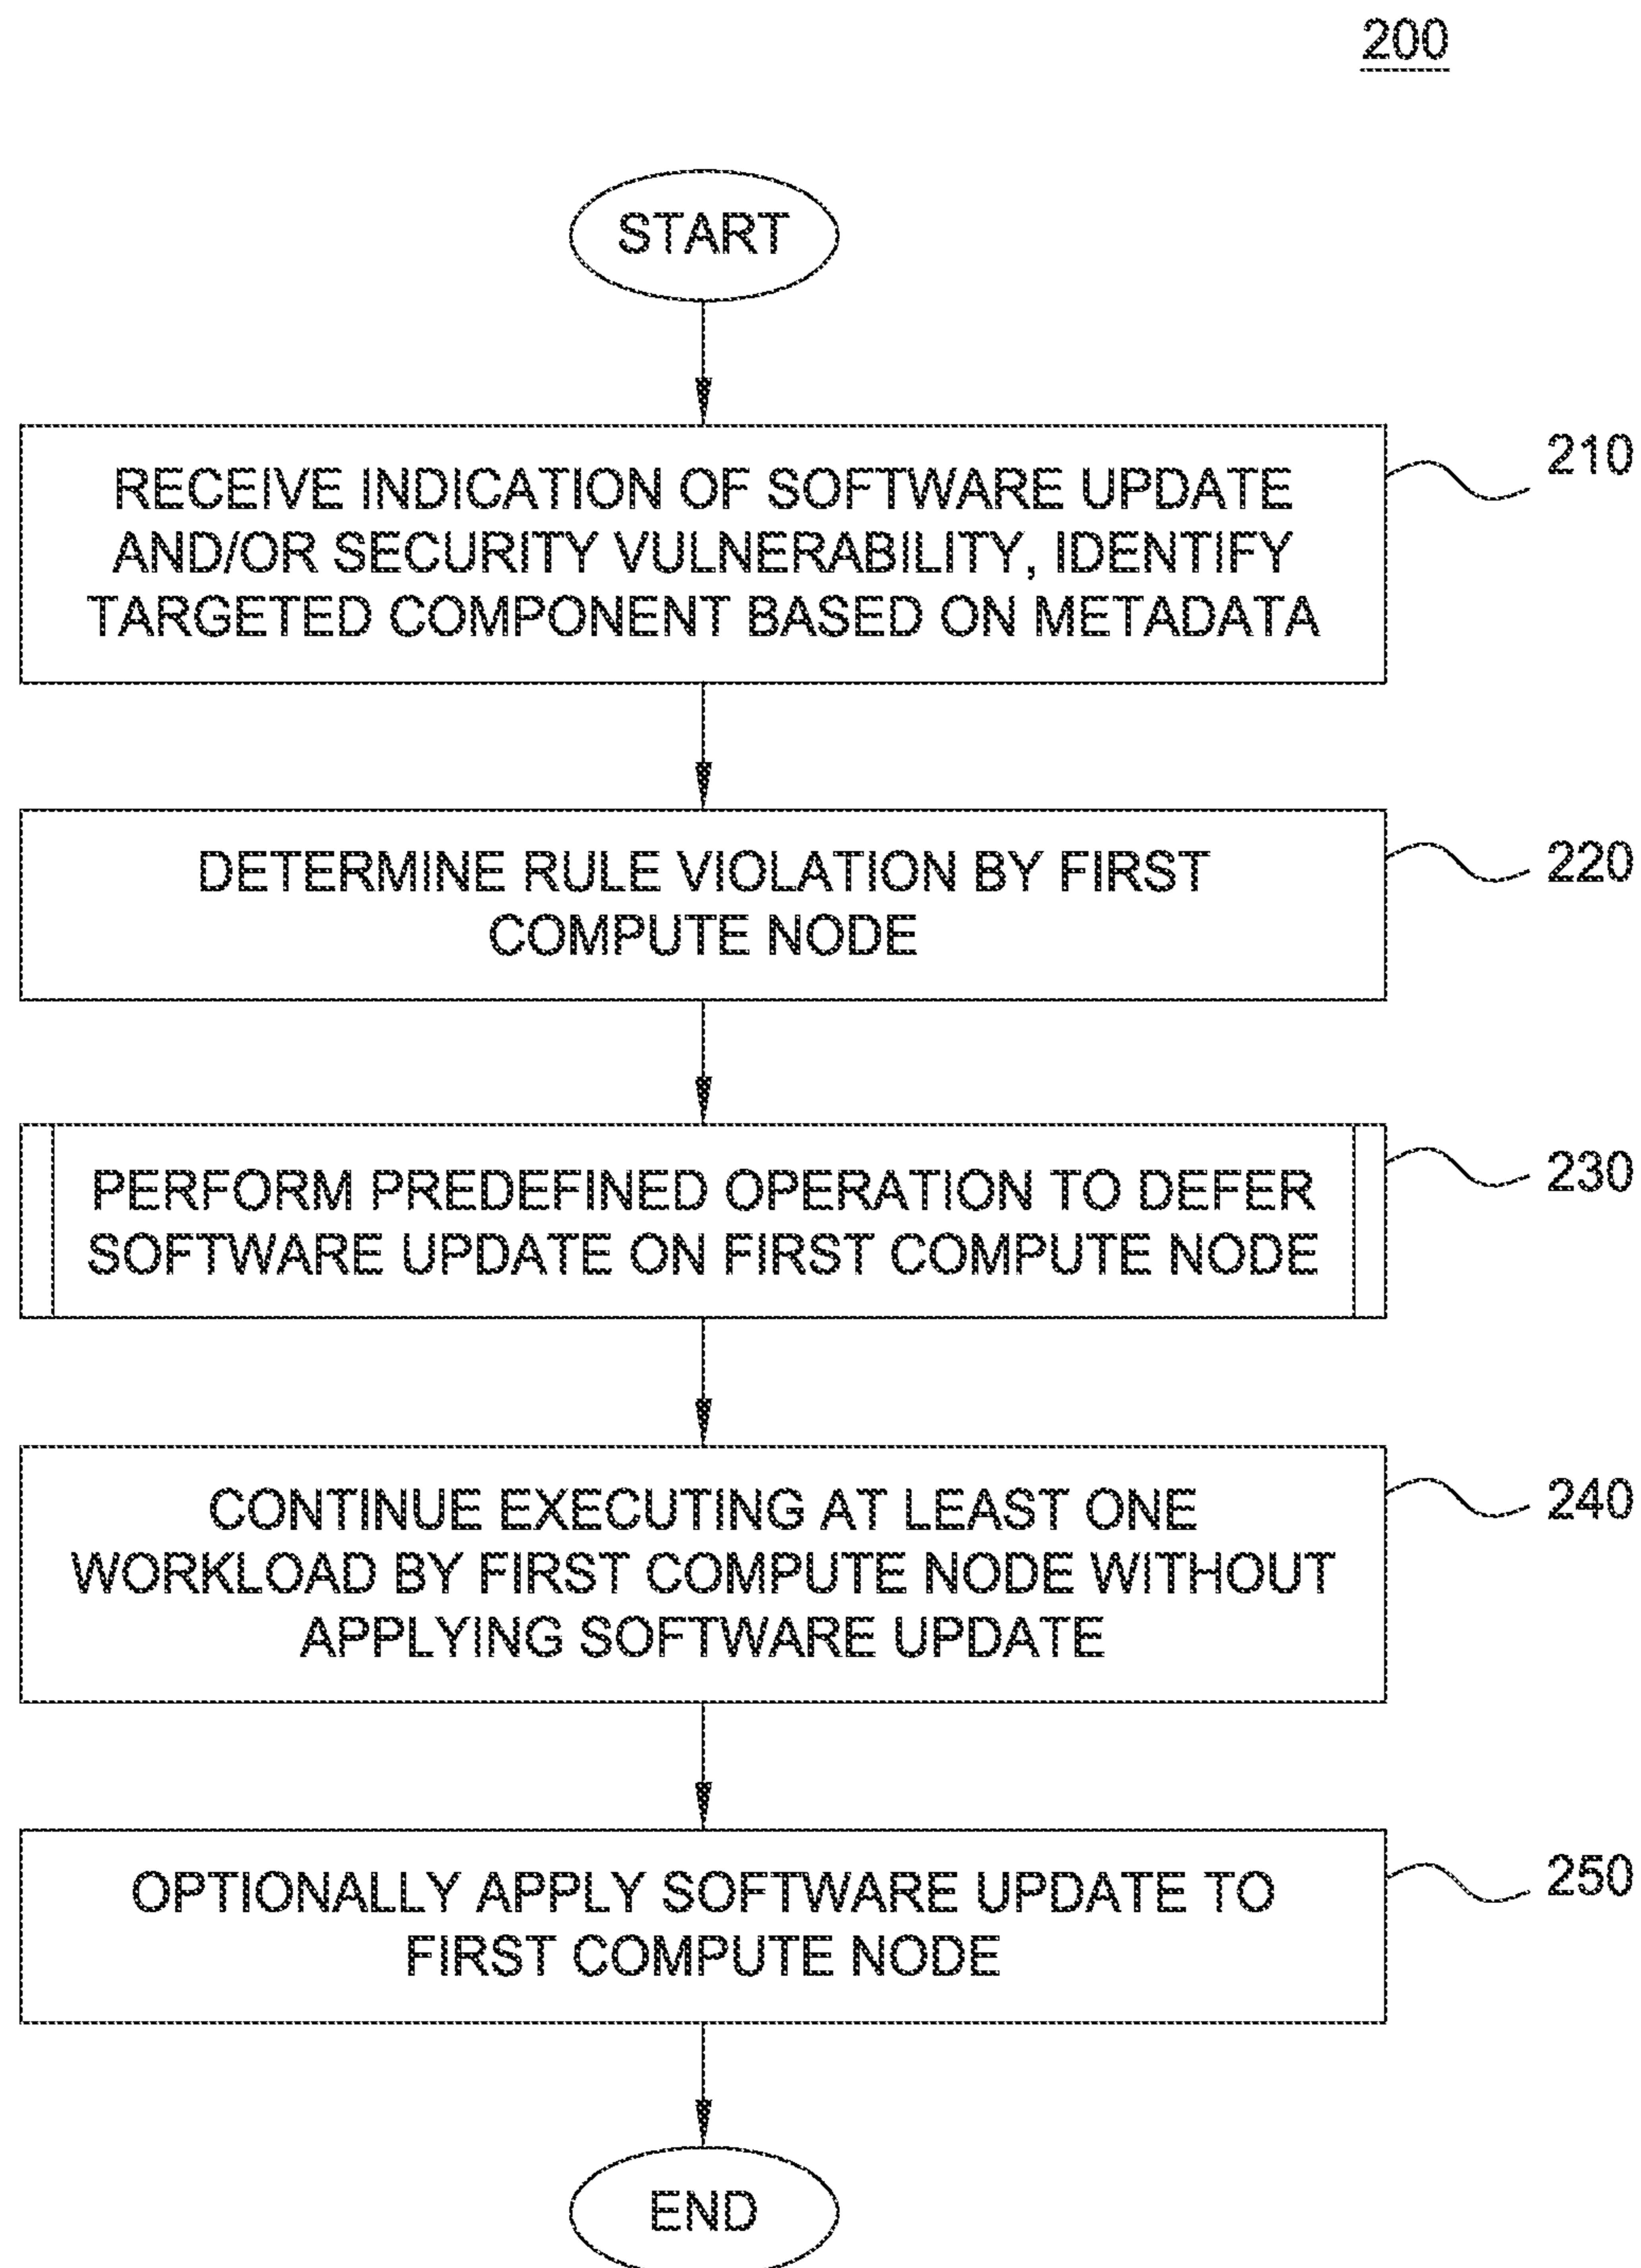 200
START
RECEIVE INDICATION OF SOFTWARE UPDATE
AND/OR SECURITY VULNERABILITY, IDENTIFY
TARGETED COMPONENT BASED ON METADATA
210
DETERMINE RULE VIOLATION BY FIRST
COMPUTE NODE
220
PERFORM PREDEFINED OPERATION TO DEFER
SOFTWARE UPDATE ON FIRST COMPUTE NODE
230
CONTINUE EXECUTING AT LEAST ONE
WORKLOAD BY FIRST COMPUTE NODE WITHOUT
APPLYING SOFTWARE UPDATE
240
OPTIONALLY APPLY SOFTWARE UPDATE TO
FIRST COMPUTE NODE
250
END